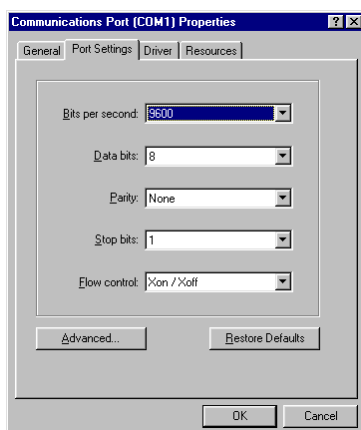 Communications Port (COM1) Properties
General Port Settings Driver Resources
Bits per second: 9600
Data bits: 8
Parity: None
Stop bits: 1
Flow control: Xon / Xoff
Advanced... Restore Defaults
OK Cancel